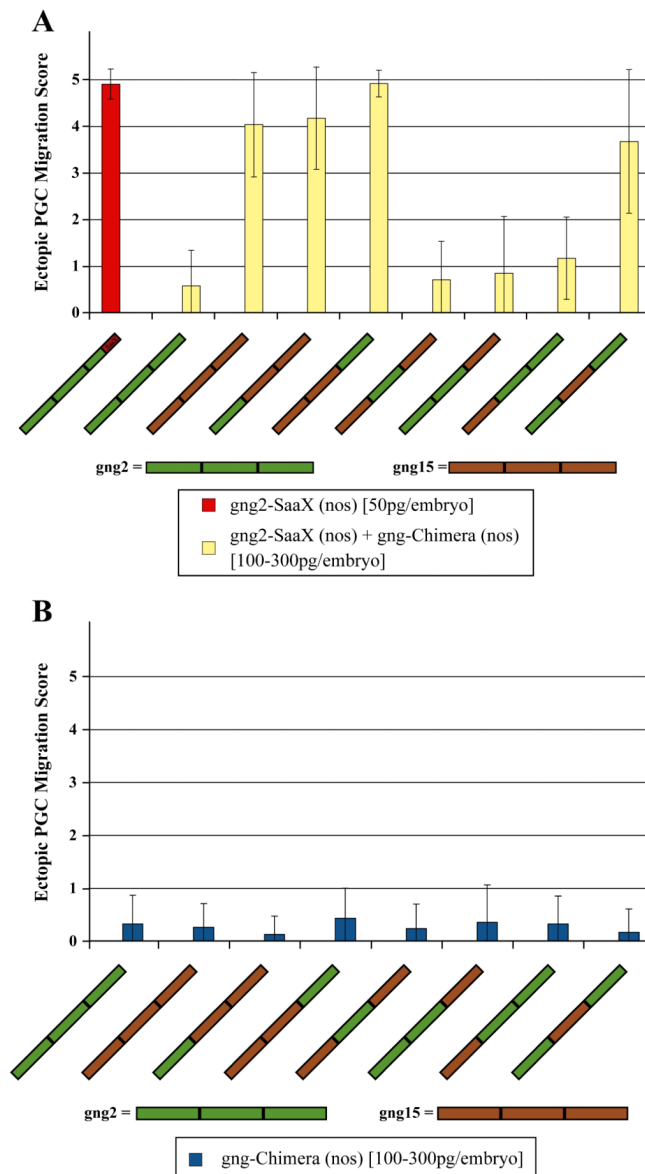 A
Ectopic PGC Migration Score
5
4
3
2
1
0
gng2 =
gng15 =
gng2-SaaX (nos) [50pg/embryo]
gng2-SaaX (nos) + gng-Chimera (nos)
[100-300pg/embryo]
B
Ectopic PGC Migration Score
5
4
3
2
1
0
gng2 =
gng15 =
gng-Chimera (nos) [100-300pg/embryo]